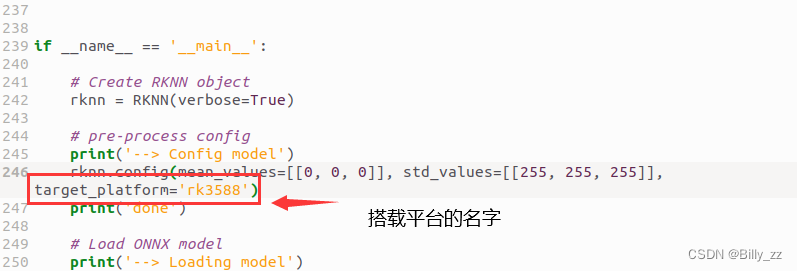 237
238
239 if __name__ == '__main__':
240
241 # Create RKNN object
242 rknn = RKNN(verbose=True)
243
244 # pre-process config
245 print('--> Config model')
246 rknn.config(mean_values=[[0, 0, 0]], std_values=[[255, 255, 255]],
target_platform='rk3588')
247 print('done')
搭载平台的名字
248
249 # Load ONNX model
250 print('--> Loading model')
CSDN @Billy_zz